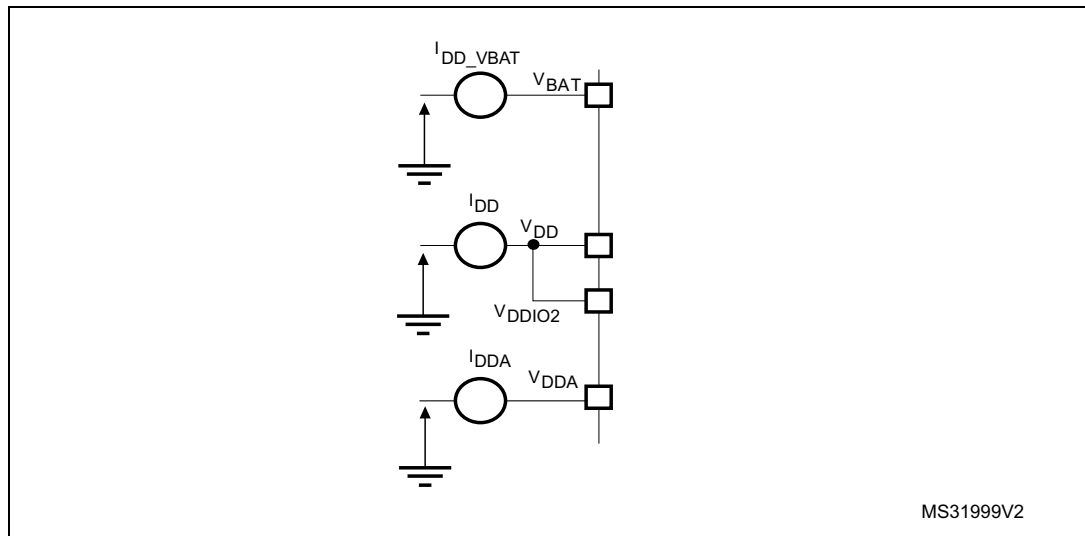 IDD_VBAT
VBAT
IDD
VDD
VDDIO2
IDDA
VDDA
MS31999V2